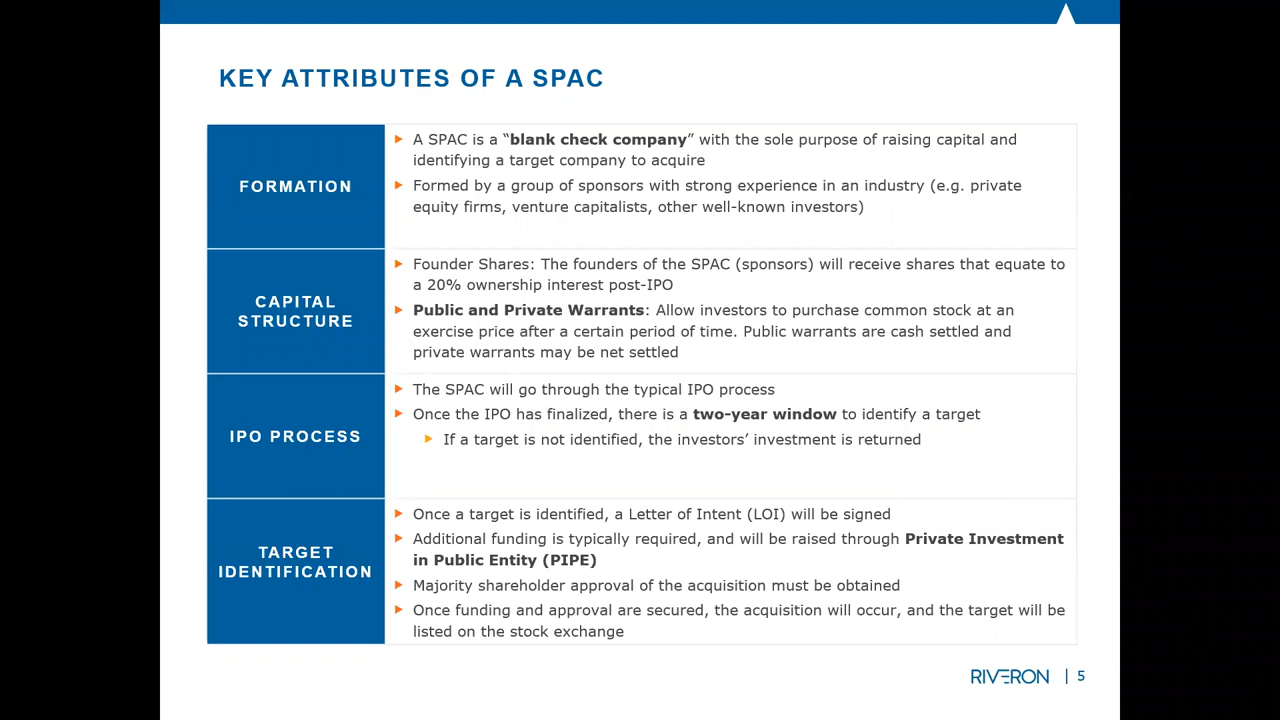 KEY ATTRIBUTES OF A SPAC
FORMATION
A SPAC is a “blank check company” with the sole purpose of raising capital and
identifying a target company to acquire
Formed by a group of sponsors with strong experience in an industry (e.g. private
equity firms, venture capitalists, other well-known investors)
CAPITAL
STRUCTURE
Founder Shares: The founders of the SPAC (sponsors) will receive shares that equate to
a 20% ownership interest post-IPO
Public and Private Warrants: Allow investors to purchase common stock at an
exercise price after a certain period of time. Public warrants are cash settled and
private warrants may be net settled
IPO PROCESS
The SPAC will go through the typical IPO process
Once the IPO has finalized, there is a two-year window to identify a target
If a target is not identified, the investors’ investment is returned
TARGET
IDENTIFICATION
Once a target is identified, a Letter of Intent (LOI) will be signed
Additional funding is typically required, and will be raised through Private Investment
in Public Entity (PIPE)
Majority shareholder approval of the acquisition must be obtained
Once funding and approval are secured, the acquisition will occur, and the target will be
listed on the stock exchange
RIVERON | 5